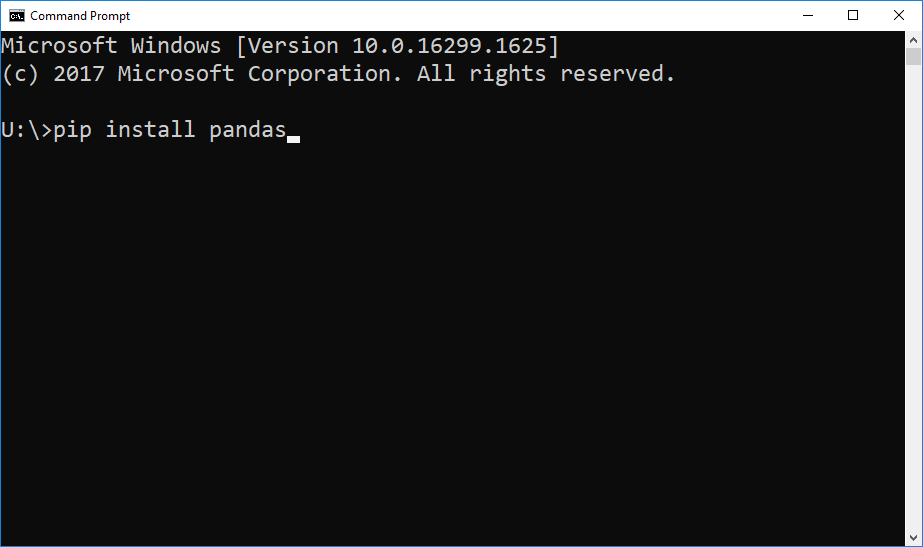 Command Prompt
Microsoft Windows [Version 10.0.16299.1625]
(c) 2017 Microsoft Corporation. All rights reserved.
U:\>pip install pandas